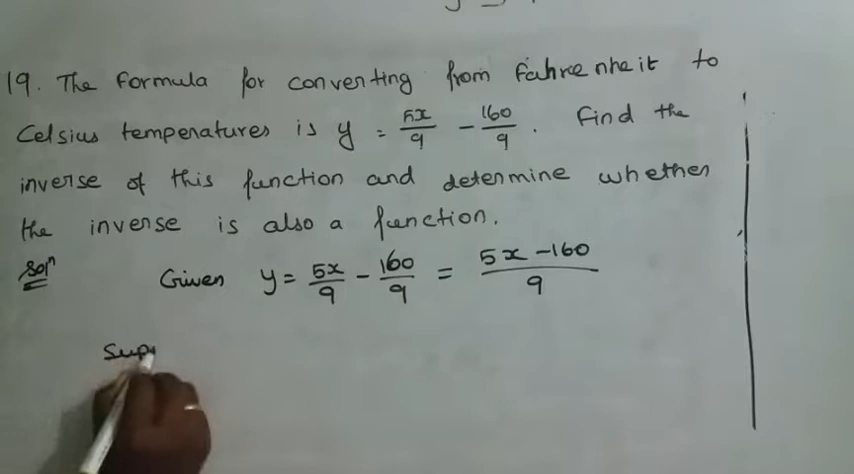 19. The formula for converting from Fahrenheit to
Celsius temperatures is y = 5x/9 - 160/9. Find the
inverse of this function and determine whether
the inverse is also a function.
Soln Given y = 5x/9 - 160/9 = (5x - 160)/9
Sup